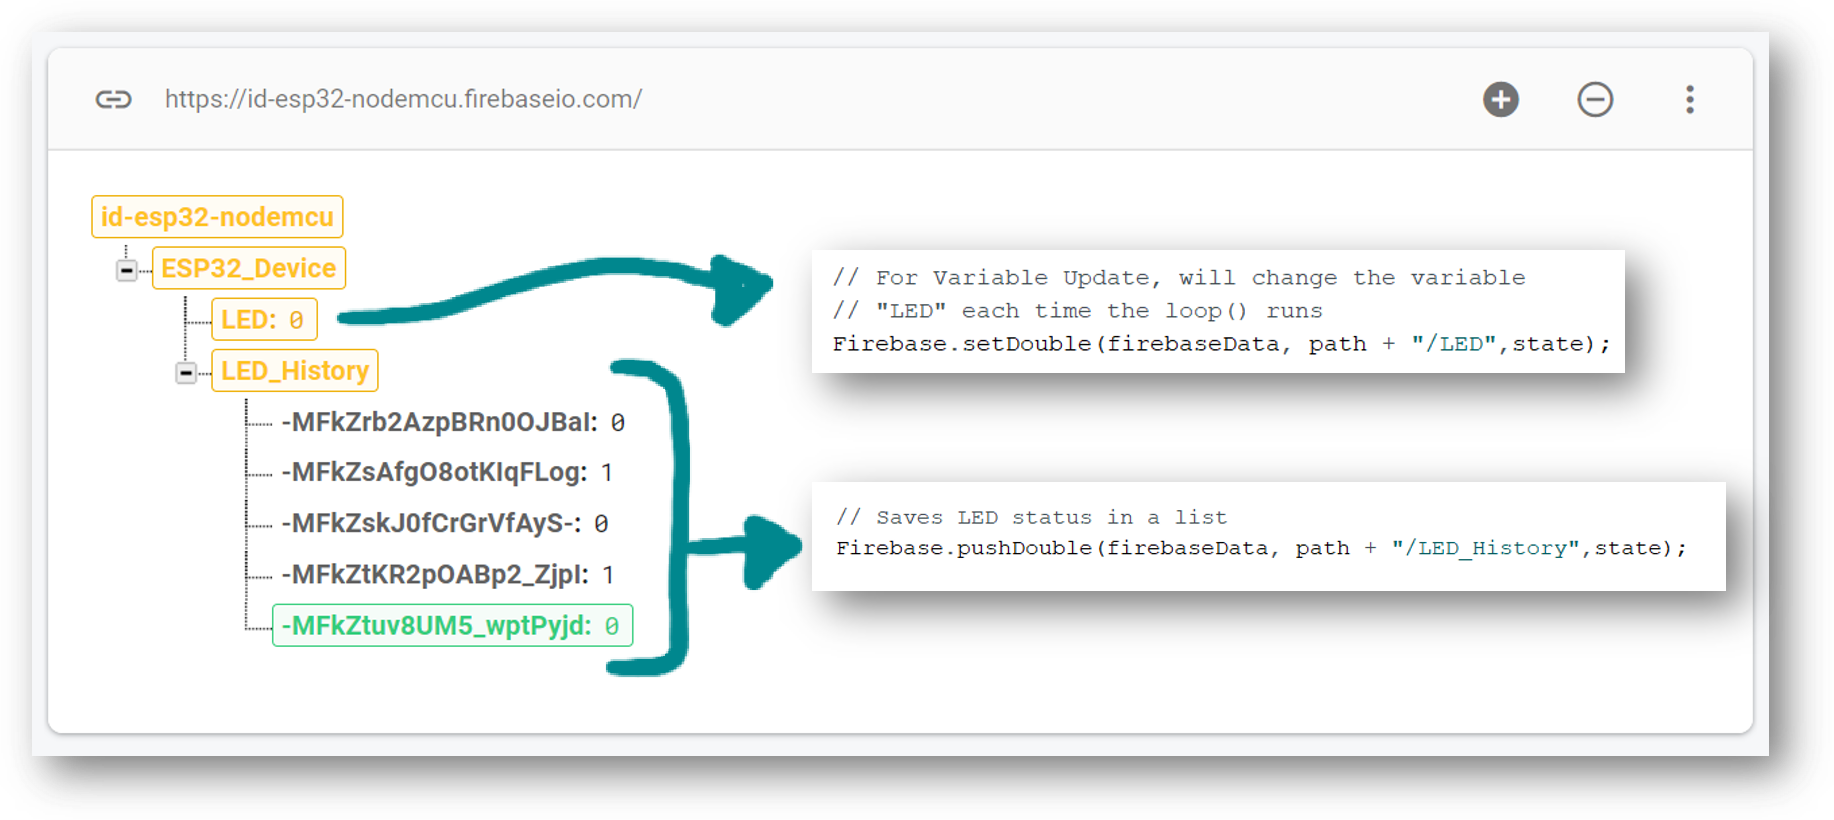 https://id-esp32-nodemcu.firebaseio.com/
id-esp32-nodemcu
ESP32_Device
LED: 0
LED_History
-MFkZrb2AzpBRn0OJBaI: 0
-MFkZsAfgO8otKIqFLog: 1
-MFkZskJ0fCrGrVfAyS-: 0
-MFkZtKR2pOABp2_ZjpI: 1
-MFkZtuv8UM5_wptPyjd: 0
// For Variable Update, will change the variable
// "LED" each time the loop() runs
Firebase.setDouble(firebaseData, path + "/LED",state);
// Saves LED status in a list
Firebase.pushDouble(firebaseData, path + "/LED_History",state);